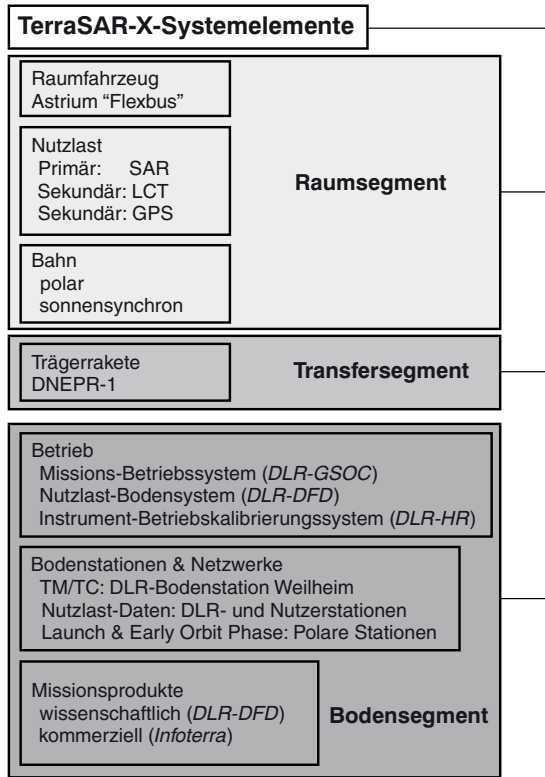 TerraSAR-X-Systemelemente
Raumfahrzeug
Astrium “Flexbus”
Nutzlast
Primär: SAR
Sekundär: LCT
Sekundär: GPS
Raumsegment
Bahn
polar
sonnensynchron
Trägerrakete
DNEPR-1
Transfersegment
Betrieb
Missions-Betriebssystem (DLR-GSOC)
Nutzlast-Bodensystem (DLR-DFD)
Instrument-Betriebskalibrierungssystem (DLR-HR)
Bodenstationen & Netzwerke
TM/TC: DLR-Bodenstation Weilheim
Nutzlast-Daten: DLR- und Nutzerstationen
Launch & Early Orbit Phase: Polare Stationen
Missionsprodukte
wissenschaftlich (DLR-DFD)
kommerziell (Infoterra)
Bodensegment